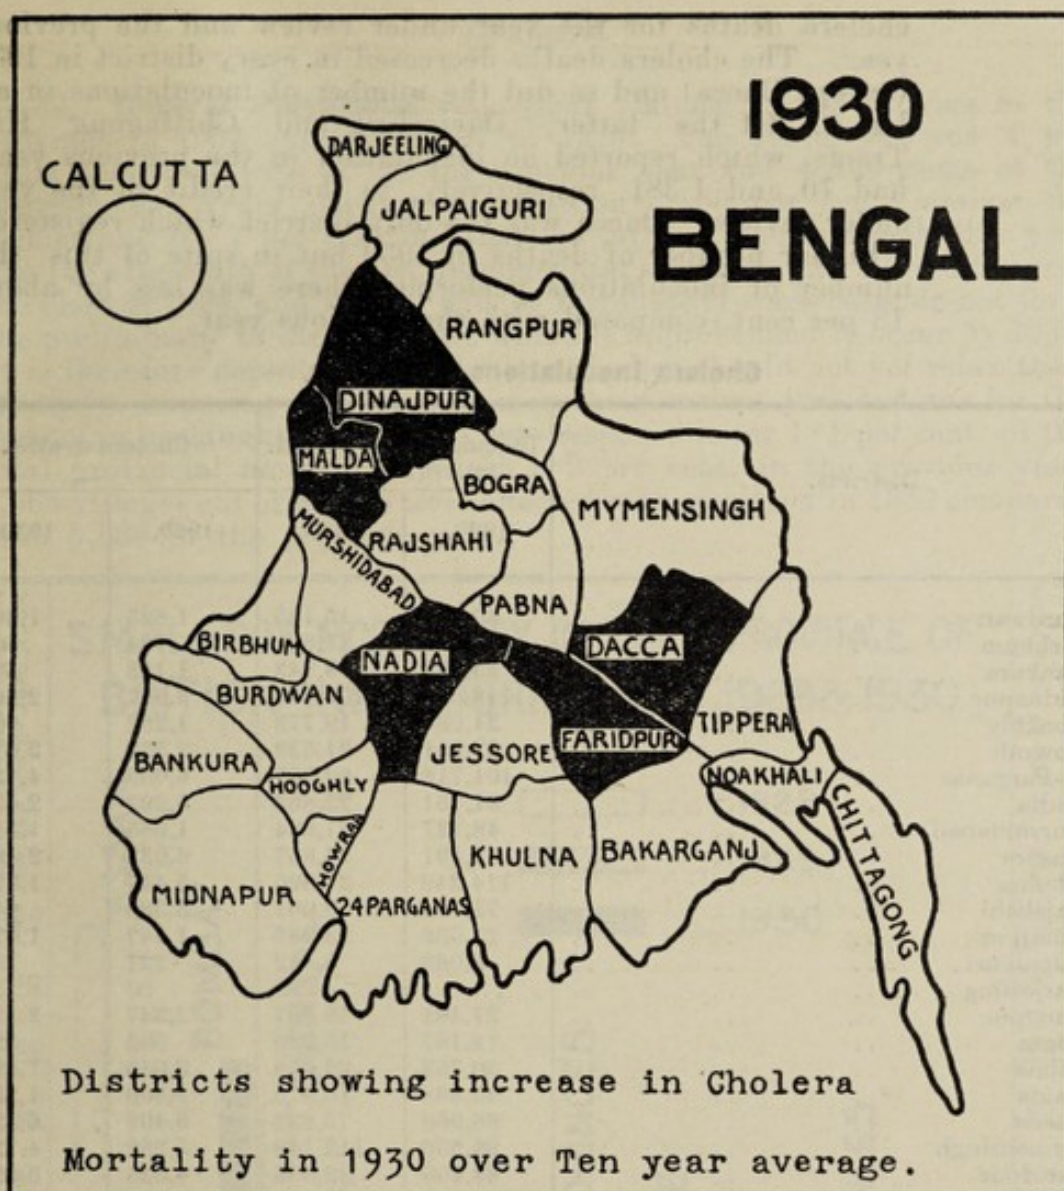 1930
BENGAL
CALCUTTA
DARJEELING
JALPAIGURI
RANGPUR
DINAJPUR
MALDA
BOGRA
MYMENSINGH
RAJSHAHI
MURSHIDABAD
PABNA
DACCA
BIRBHUM
NADIA
BURDWAN
TIPPERA
FARIDPUR
JESSORE
BANKURA
HOOGHLY
NOAKHALI
CHITTAGONG
HOWRAH
KHULNA
BAKARGANJ
MIDNAPUR
24 PARGANAS
Districts showing increase in Cholera
Mortality in 1930 over Ten year average.